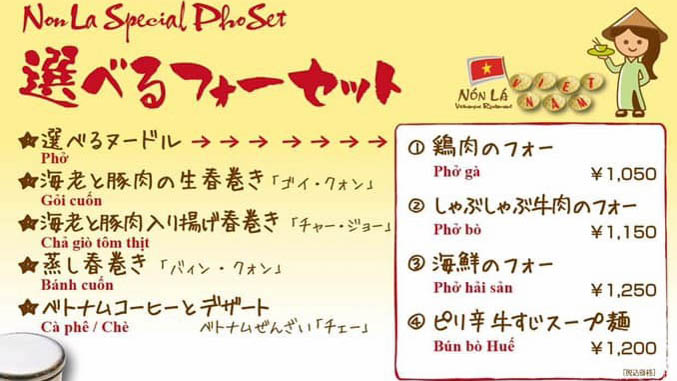 Non La Special Pho Set
選べるフォーセット
NÓN LÁ
Vietnamese Restaurant
VIET
NAM
選べるヌードル →→→→→→→
Phở
海老と豚肉の生春巻き「ゴイ・クォン」
Gỏi cuốn
海老と豚肉入り揚げ春巻き「チャー・ジョー」
Chả giò tôm thịt
蒸し春巻き「バィン・クォン」
Bánh cuốn
ベトナムコーヒーとデザート
Cà phê / Chè ベトナムぜんざい「チェー」
① 鶏肉のフォー
Phở gà ¥1,050
② しゃぶしゃぶ牛肉のフォー
Phở bò ¥1,150
③ 海鮮のフォー
Phở hải sản ¥1,250
④ ピリ辛牛すじスープ麺
Bún bò Huế ¥1,200
[税込価格]